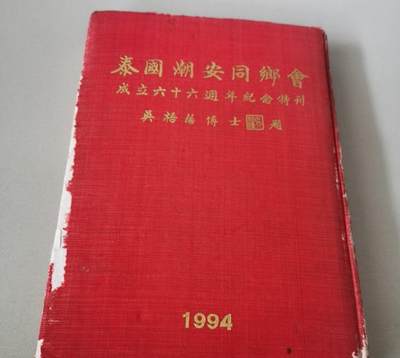 泰國潮安同鄉會
成立六十六週年紀念特刊
吳梧藩博士 題
1994